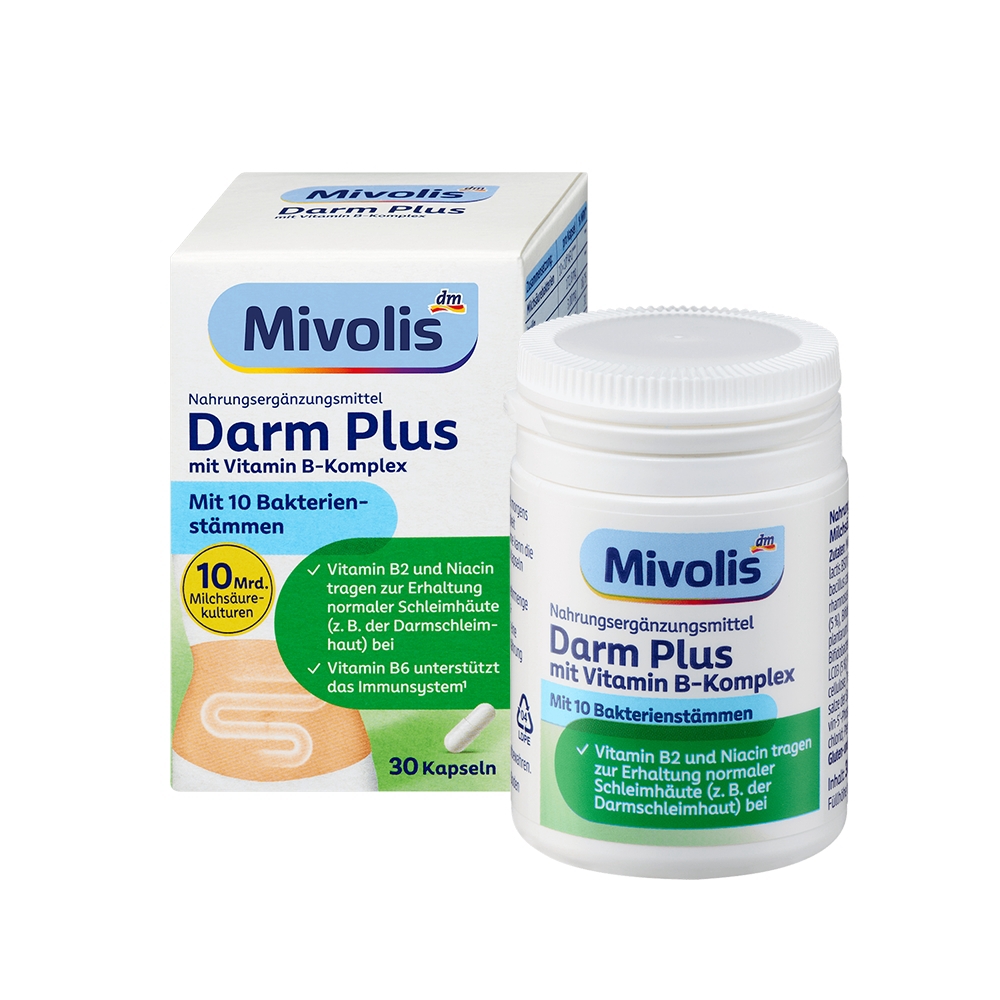 Mivolis
dm
Darm Plus
mit Vitamin B-Komplex
dm
Mivolis
Nahrungsergänzungsmittel
Darm Plus
mit Vitamin B-Komplex
Mit 10 Bakterien-
stämmen
10 Mrd.
Milchsäure-
kulturen
✓ Vitamin B2 und Niacin
tragen zur Erhaltung
normaler Schleimhäute
(z. B. der Darmschleim-
haut) bei
✓ Vitamin B6 unterstützt
das Immunsystem¹
30 Kapseln
dm
Mivolis
Nahrungsergänzungsmittel
Darm Plus
mit Vitamin B-Komplex
Mit 10 Bakterienstämmen
✓ Vitamin B2 und Niacin tragen
zur Erhaltung normaler
Schleimhäute (z. B. der
Darmschleimhaut) bei
04
LDPE